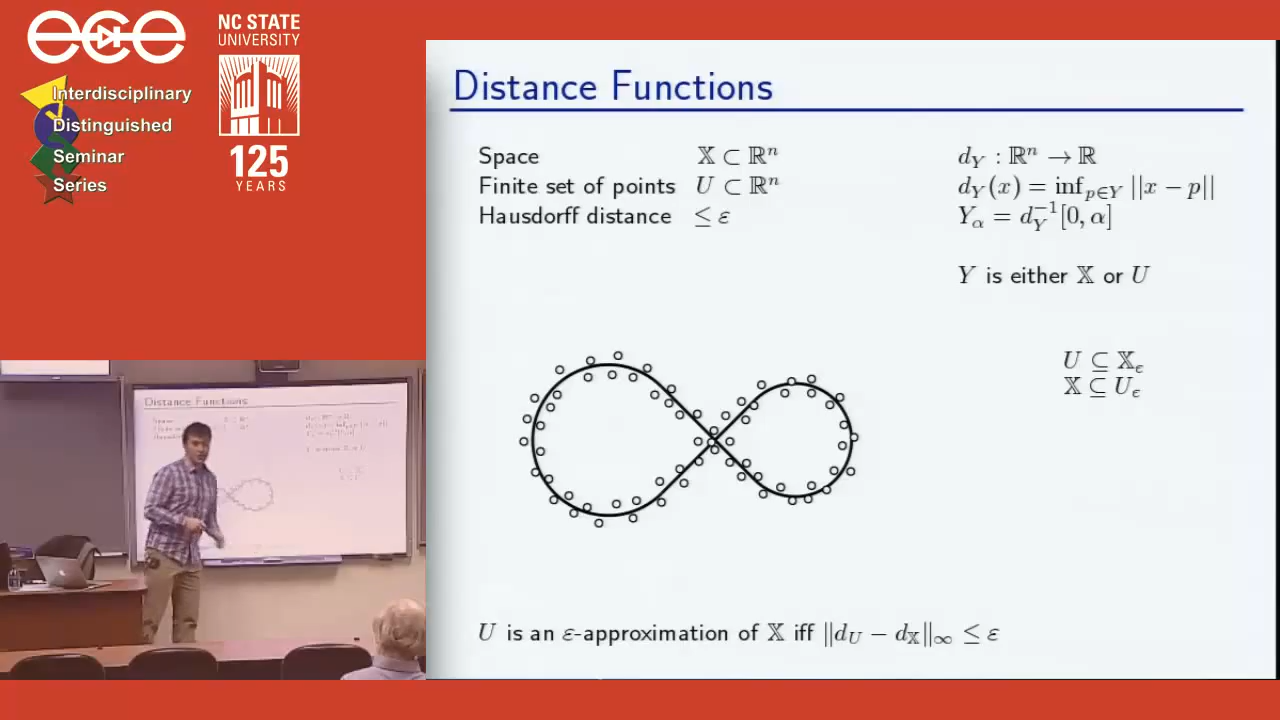 ece
NC STATE
UNIVERSITY
Interdisciplinary
Distinguished
Seminar
Series
125
YEARS
Distance Functions
Space 𝕏 ⊂ ℝⁿ
Finite set of points U ⊂ ℝⁿ
Hausdorff distance ≤ ε
d_Y : ℝⁿ → ℝ
d_Y(x) = inf_{p∈Y} ||x − p||
Y_α = d_Y^{−1}[0, α]
Y is either 𝕏 or U
U ⊆ 𝕏_ε
𝕏 ⊆ U_ε
U is an ε-approximation of 𝕏 iff ‖d_U − d_𝕏‖_∞ ≤ ε
Distance Functions